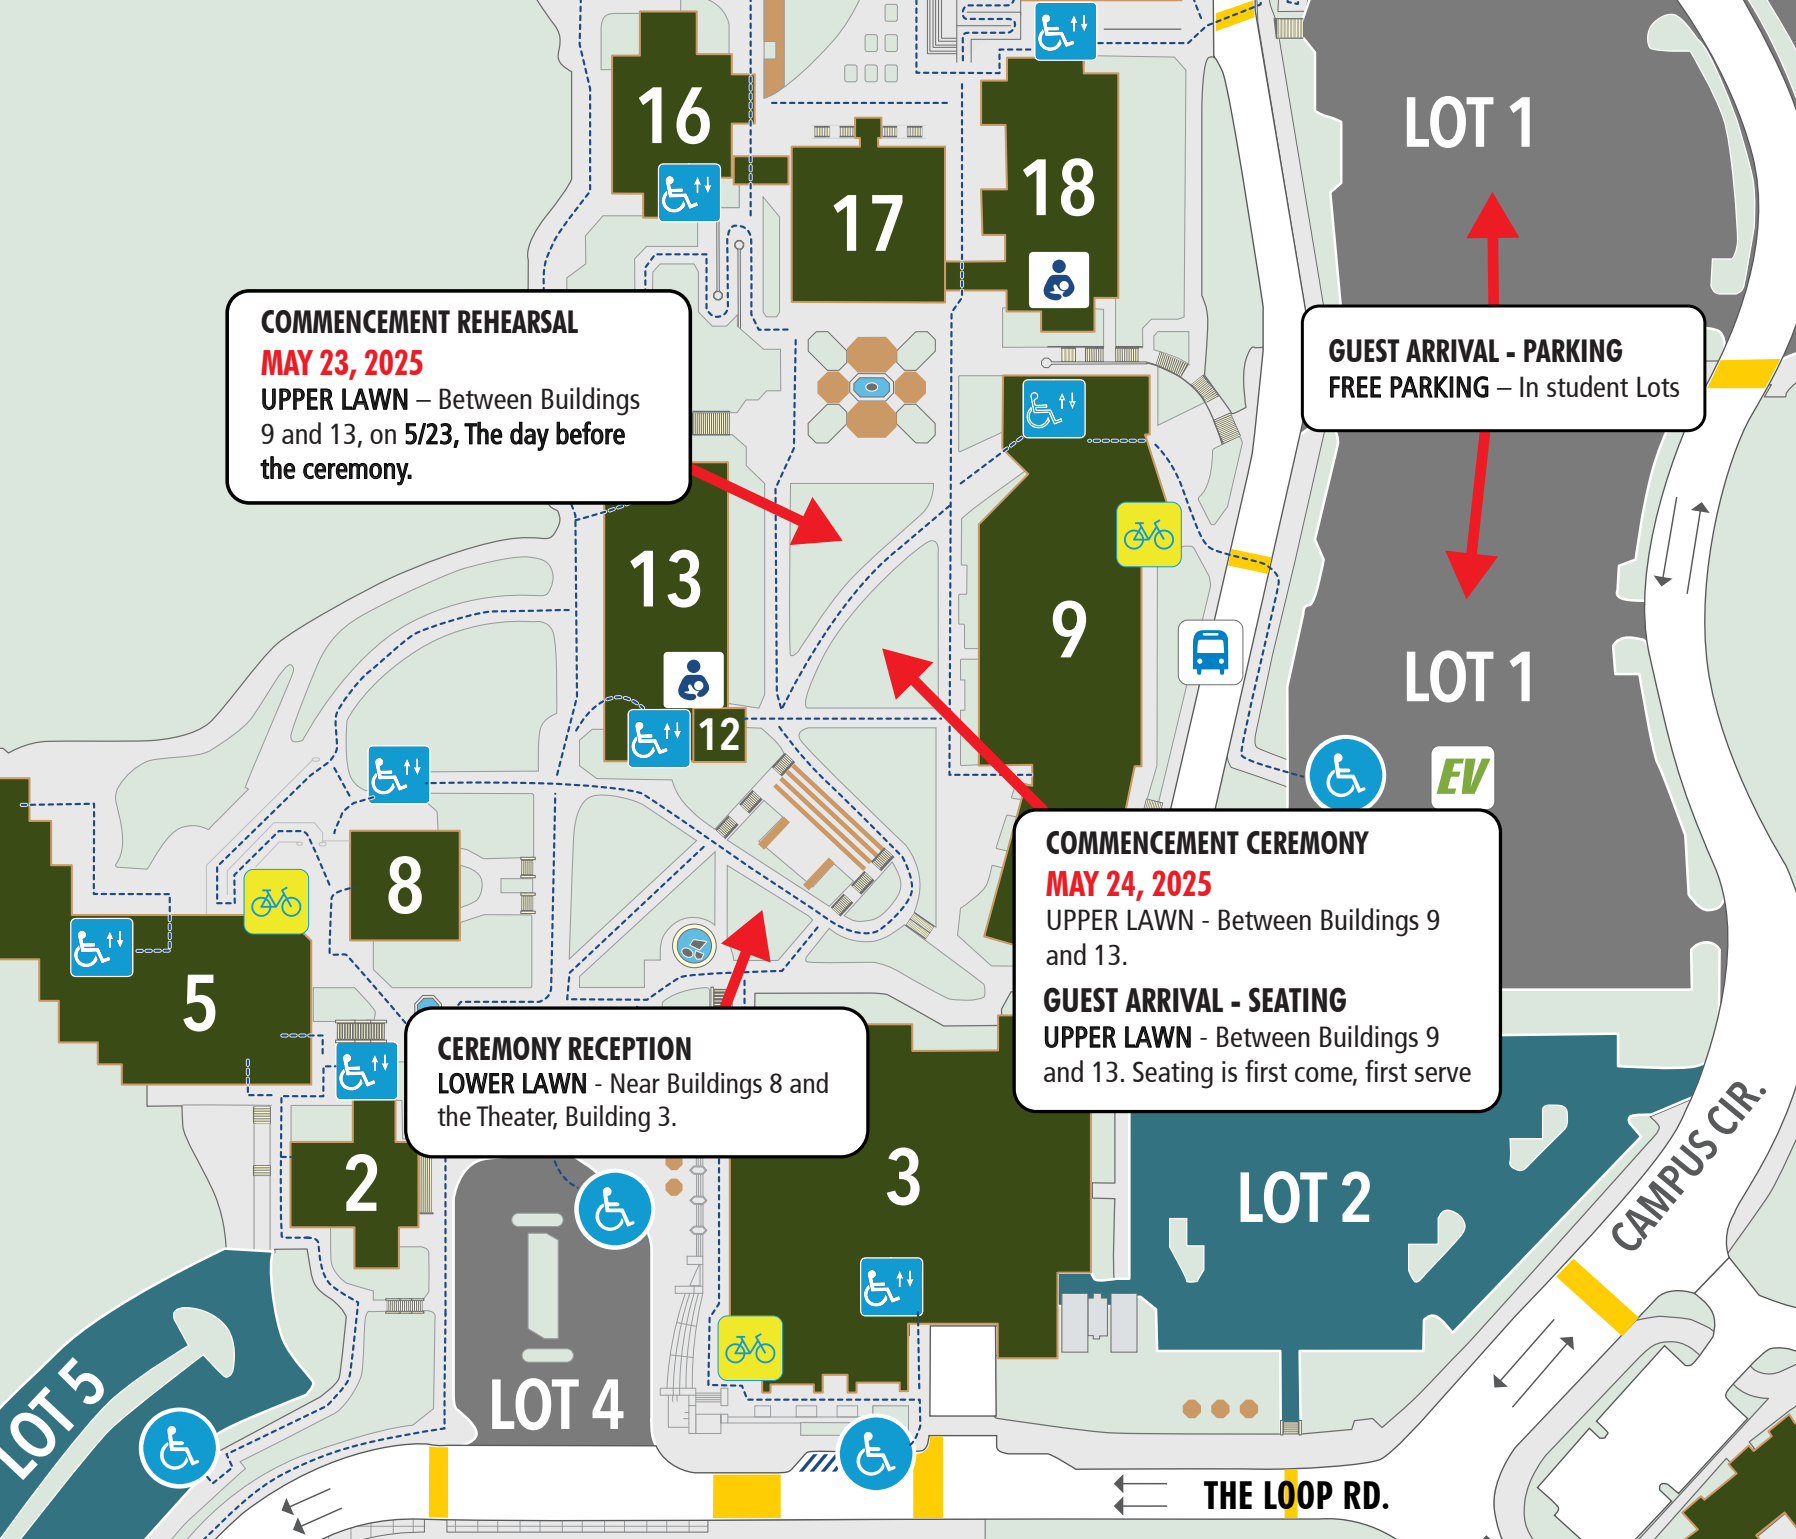 16
LOT 1
18
17
COMMENCEMENT REHEARSAL
MAY 23, 2025
UPPER LAWN – Between Buildings
9 and 13, on 5/23, The day before
the ceremony.
GUEST ARRIVAL - PARKING
FREE PARKING – In student Lots
13
9
LOT 1
12
EV
8
COMMENCEMENT CEREMONY
MAY 24, 2025
UPPER LAWN - Between Buildings 9
and 13.
GUEST ARRIVAL - SEATING
UPPER LAWN - Between Buildings 9
and 13. Seating is first come, first serve
5
CEREMONY RECEPTION
LOWER LAWN - Near Buildings 8 and
the Theater, Building 3.
2
3
LOT 2
CAMPUS CIR.
LOT 5
LOT 4
THE LOOP RD.